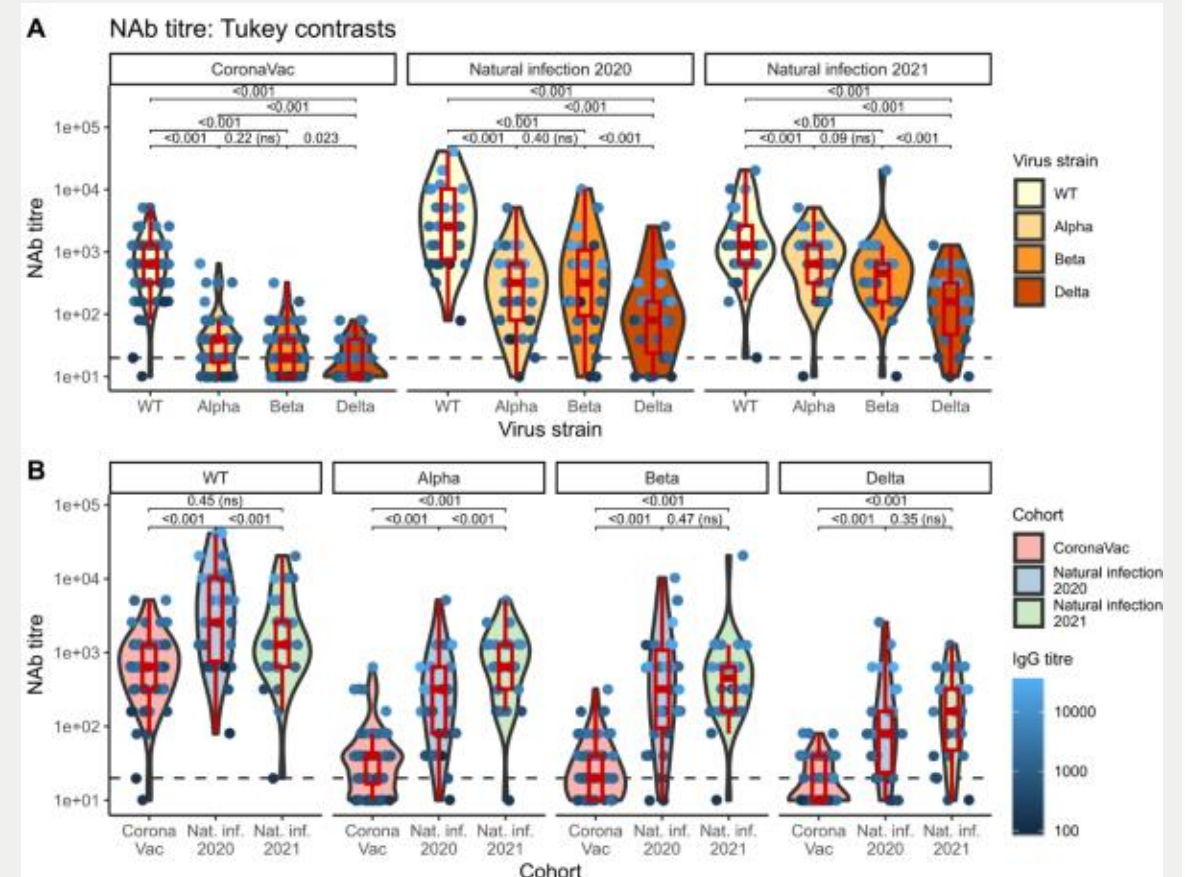 A
NAb titre: Tukey contrasts
CoronaVac
Natural infection 2020
Natural infection 2021
<0.001 <0.001 <0.001
<0.001 <0.001 <0.001
<0.001 <0.001 <0.001
<0.001 0.22 (ns) 0.023 <0.001 0.40 (ns) <0.001 <0.001 0.09 (ns) <0.001
NAb titre
1e+05
1e+04
1e+03
1e+02
1e+01
WT Alpha Beta Delta WT Alpha Beta Delta WT Alpha Beta Delta
Virus strain
Virus strain
WT
Alpha
Beta
Delta
B
WT
Alpha
Beta
Delta
0.45 (ns) <0.001 <0.001 <0.001
<0.001 <0.001 <0.001 <0.001 <0.001 0.47 (ns) <0.001 0.35 (ns)
NAb titre
1e+05
1e+04
1e+03
1e+02
1e+01
Corona Nat. inf. Nat. inf. Corona Nat. inf. Nat. inf. Corona Nat. inf. Nat. inf. Corona Nat. inf. Nat. inf.
Vac 2020 2021 Vac 2020 2021 Vac 2020 2021 Vac 2020 2021
Cohort
Cohort
CoronaVac
Natural infection
2020
Natural infection
2021
IgG titre
10000
1000
100